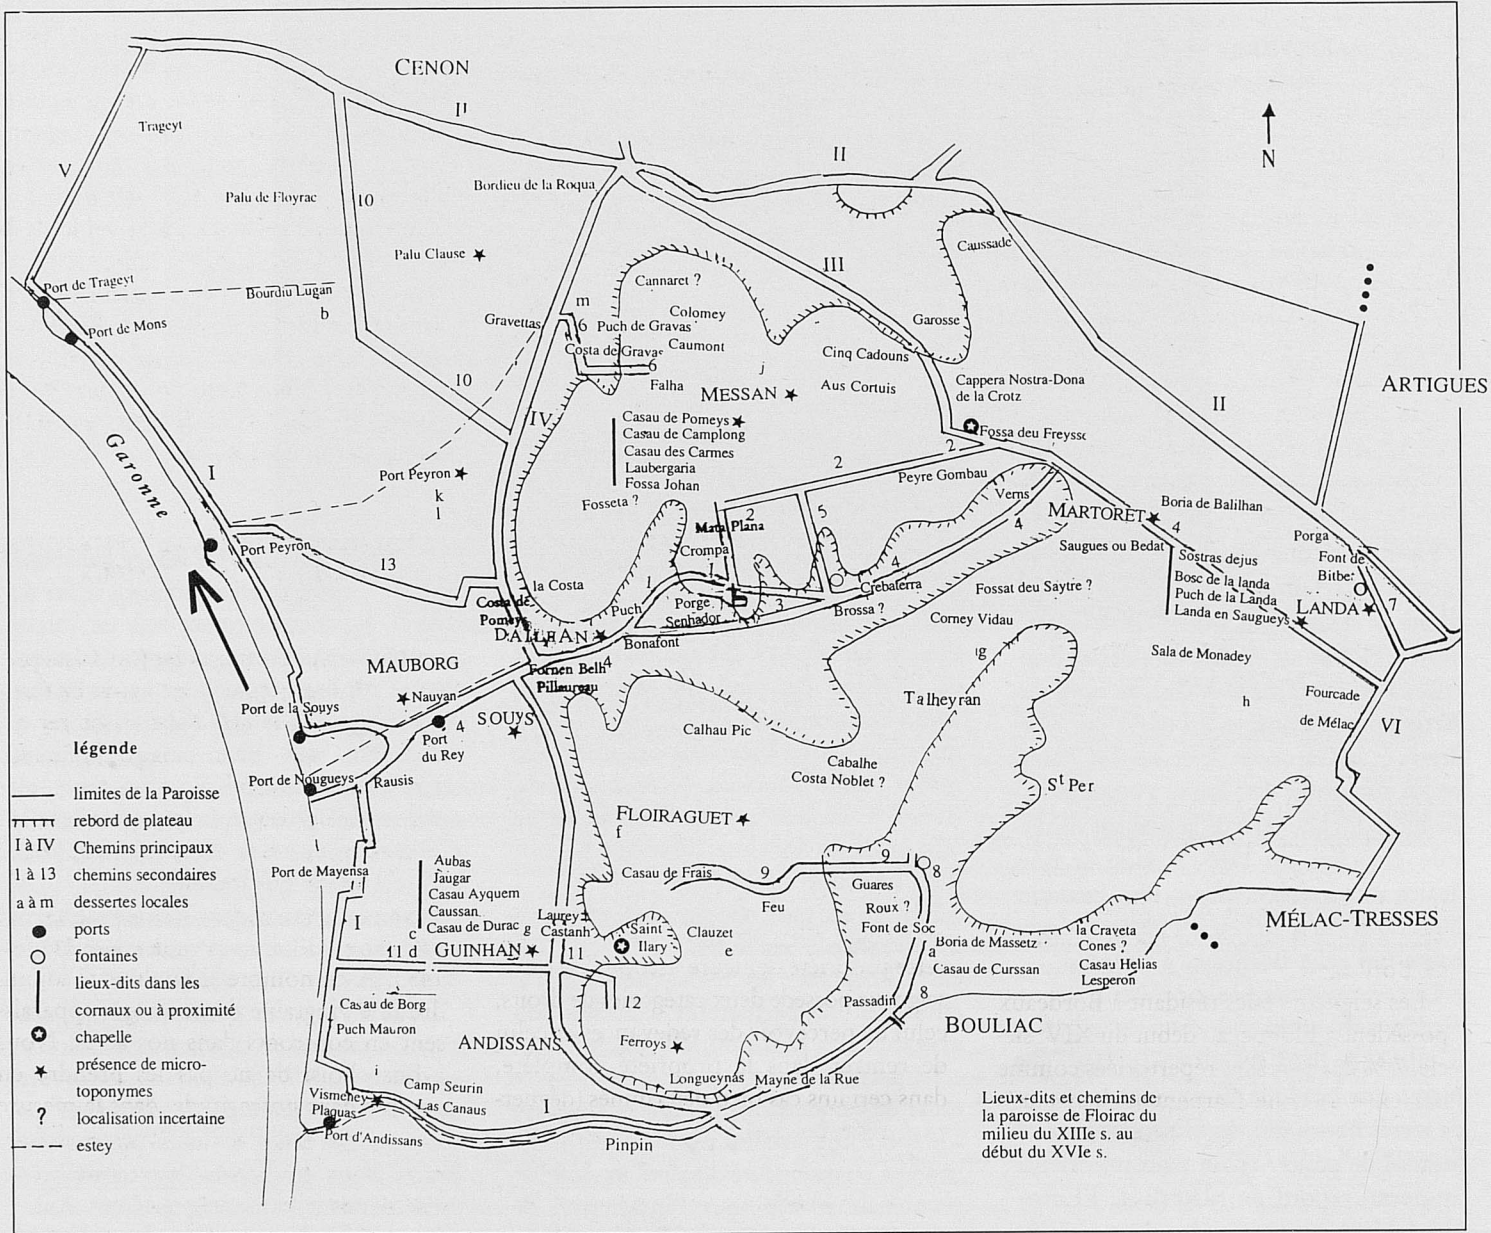 CENON
II
II
N
Trageyt
V
Palu de Floyrac
10
Bordieu de la Roqua
Palu Clause
III
Caussade
Port de Trageyt
Bourdiu Lugan
b
Port de Mons
Gravettas
m
6
Cannaret ?
Colomey
Puch de Gravas
Caumont
Costa de Gravas
6
Falha
j
Garosse
Cinq Cadouns
Aus Cortuis
MESSAN
Cappera Nostra-Dona
de la Crotz
Fossa deu Freysse
ARTIGUES
II
10
IV
Casau de Pomeys
Casau de Camplong
Casau des Carmes
Laubergaria
Fossa Johan
Fosseta ?
Garonne
I
Port Peyron
k
l
2
2
Peyre Gombau
Verns
2
Mata Plana
5
4
MARTORET
Boria de Balilhan
4
Port Peyron
13
Crompa
la Costa
1
1
Puch
Porge
Senhador
3
4
Crebaterra
Brossa ?
Saugues ou Bedat
Sostras dejus
Bosc de la landa
Puch de la Landa
Landa en Saugueys
Porga
Font de
Bitbe
LANDA
7
Fossat deu Saytre ?
Corney Vidau
g
Costa de
Pomeys
DAILHAN
Bonafont
MAUBORG
Nauyan
Fornen Belh
Pillaureau
4
Sala de Monadey
Talheyran
h
Fourcade
de Mélac
VI
Port de la Souys
SOUYS
4
Port
du Rey
Calhau Pic
Cabalhe
Costa Noblet ?
St Per
Port de Nougueys
Rausis
FLOIRAGUET
f
légende
limites de la Paroisse
rebord de plateau
I à IV Chemins principaux
1 à 13 chemins secondaires
a à m dessertes locales
ports
fontaines
lieux-dits dans les
cornaux ou à proximité
chapelle
présence de micro-
toponymes
? localisation incertaine
estey
Port de Mayensa
Aubas
Jaugar
Casau Ayquem
Caussan
Casau de Durac
g
c
Casau de Frais
9
9
8
Feu
Guares
Roux ?
Font de Soc
Laurey
Castanh
Saint
Ilary
Clauzet
e
I
11
d
GUINHAN
11
12
Boria de Massetz
a
Casau de Curssan
la Craveta
Cones ?
Casau Helias
Lesperon
MÉLAC-TRESSES
8
Passadin
BOULIAC
Casau de Borg
Puch Mauron
ANDISSANS
Ferroys
i
Vismeney
Camp Seurin
Las Canaus
Plaquas
Port d'Andissans
I
Longueynas
Mayne de la Rue
Pinpin
Lieux-dits et chemins de
la paroisse de Floirac du
milieu du XIIIe s. au
début du XVIe s.